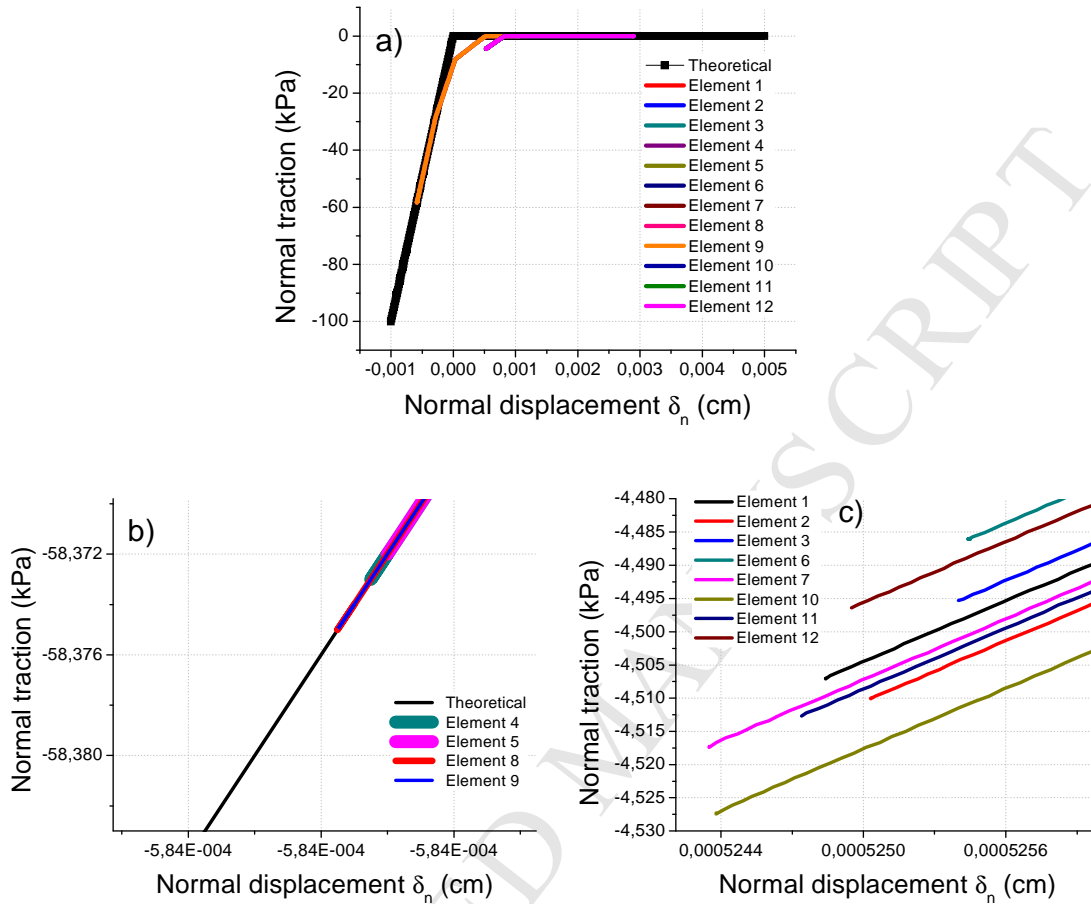 a)
Normal traction (kPa)
0
-20
-40
-60
-80
-100
Theoretical
Element 1
Element 2
Element 3
Element 4
Element 5
Element 6
Element 7
Element 8
Element 9
Element 10
Element 11
Element 12
-0,001 0,000 0,001 0,002 0,003 0,004 0,005
Normal displacement δn (cm)
b)
Normal traction (kPa)
-58,372
-58,376
-58,380
Theoretical
Element 4
Element 5
Element 8
Element 9
-5,84E-004 -5,84E-004 -5,84E-004
Normal displacement δn (cm)
c)
Normal traction (kPa)
-4,480
-4,485
-4,490
-4,495
-4,500
-4,505
-4,510
-4,515
-4,520
-4,525
-4,530
Element 1
Element 2
Element 3
Element 6
Element 7
Element 10
Element 11
Element 12
0,0005244 0,0005250 0,0005256
Normal displacement δn (cm)
ED MANUSCRIPT